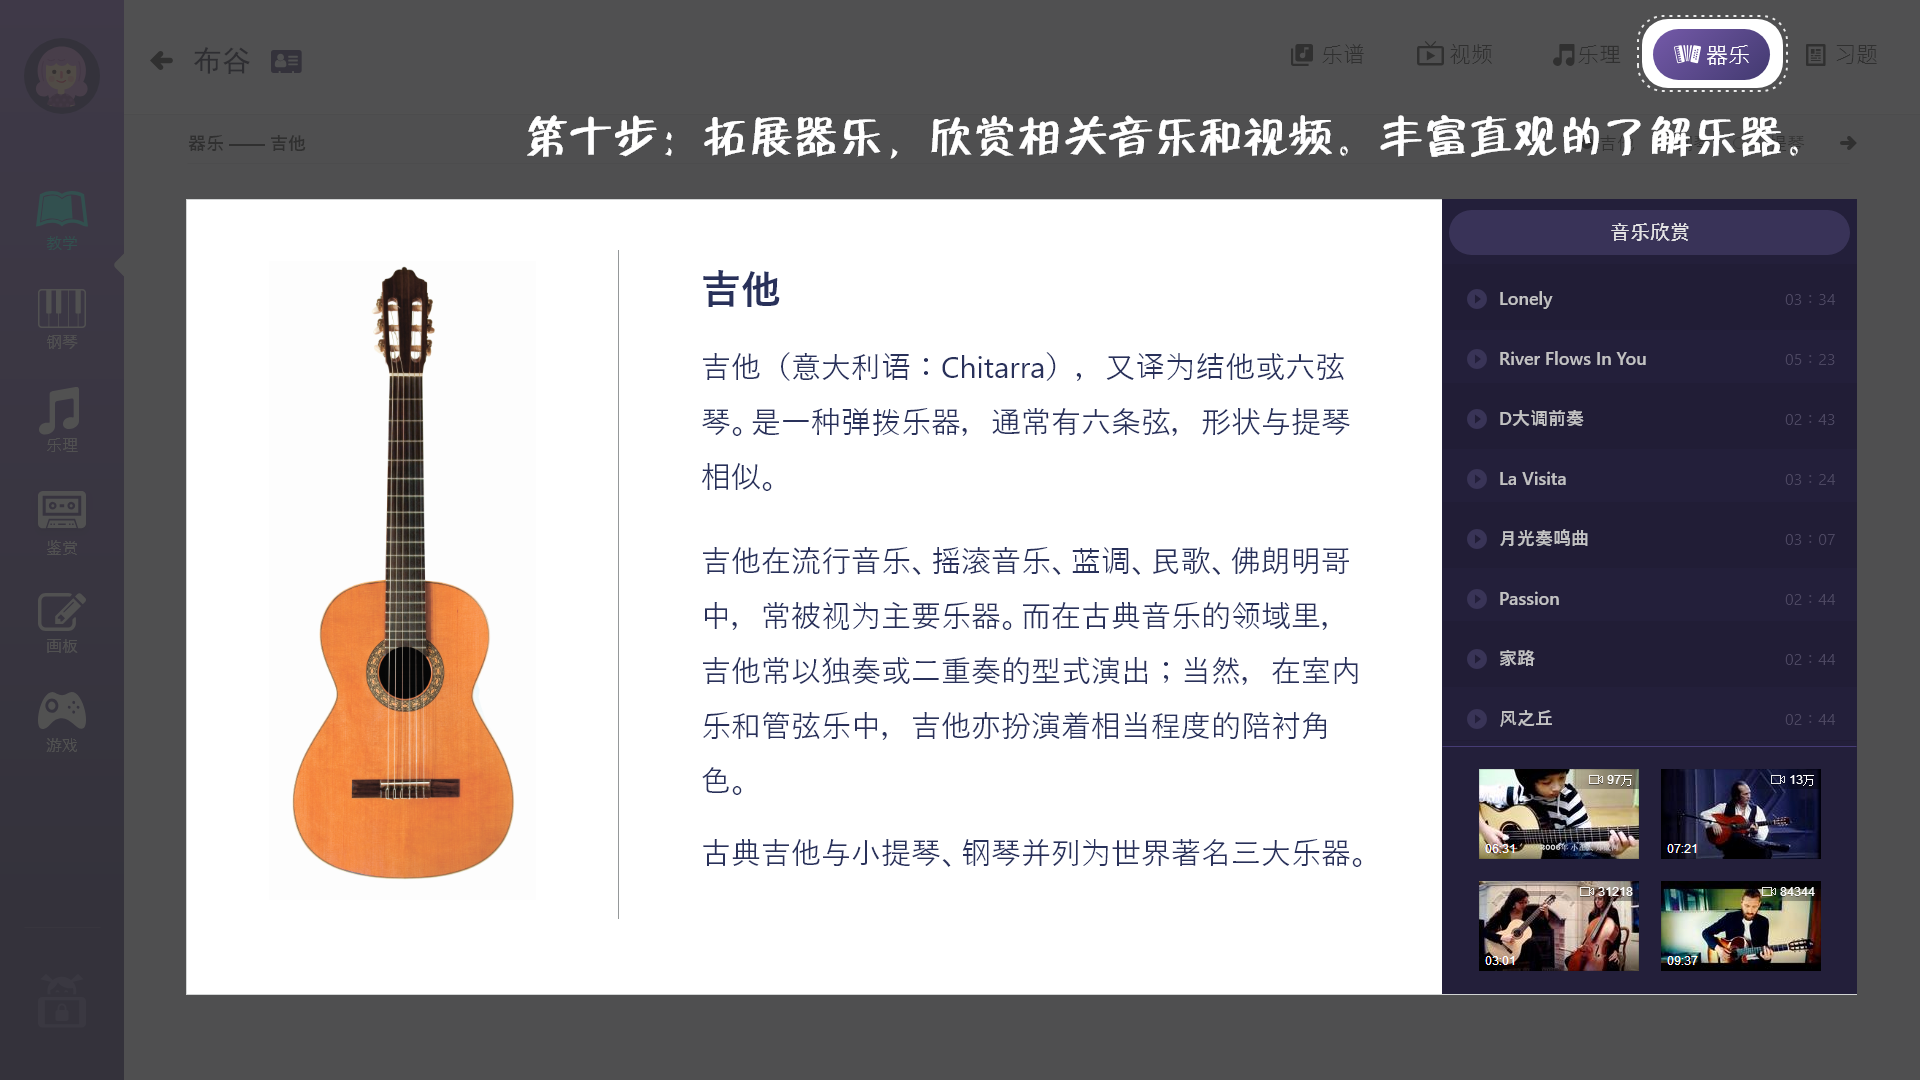 布谷
乐谱
视频
乐理
器乐
习题
第十步：拓展器乐，欣赏相关音乐和视频。丰富直观的了解乐器。
器乐 —— 吉他
教学
钢琴
乐理
鉴赏
画板
游戏
吉他
吉他（意大利语：Chitarra），又译为结他或六弦
琴。是一种弹拨乐器，通常有六条弦，形状与提琴
相似。
吉他在流行音乐、摇滚音乐、蓝调、民歌、佛朗明哥
中，常被视为主要乐器。而在古典音乐的领域里，
吉他常以独奏或二重奏的型式演出；当然，在室内
乐和管弦乐中，吉他亦扮演着相当程度的陪衬角
色。
古典吉他与小提琴、钢琴并列为世界著名三大乐器。
音乐欣赏
Lonely 03：34
River Flows In You 05：23
D大调前奏 02：43
La Visita 03：24
月光奏鸣曲 03：07
Passion 02：44
家路 02：44
风之丘 02：44
97万
06:31
13万
07:21
31218
03:01
84344
09:37